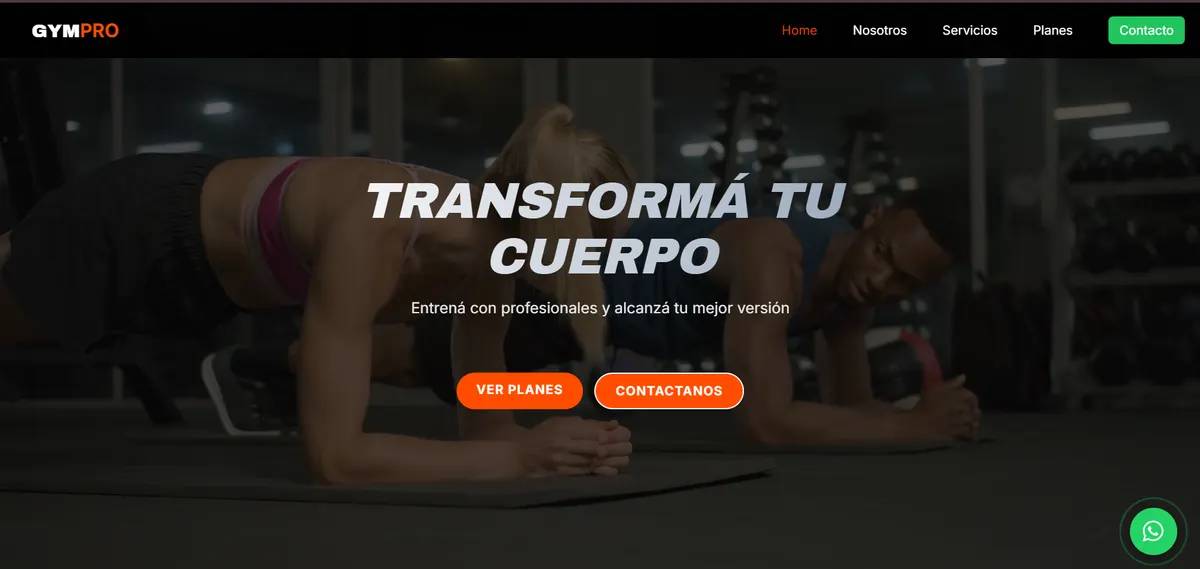 GYMPRO
Home
Nosotros
Servicios
Planes
Contacto
TRANSFORMÁ TU
CUERPO
Entrená con profesionales y alcanzá tu mejor versión
VER PLANES
CONTACTANOS